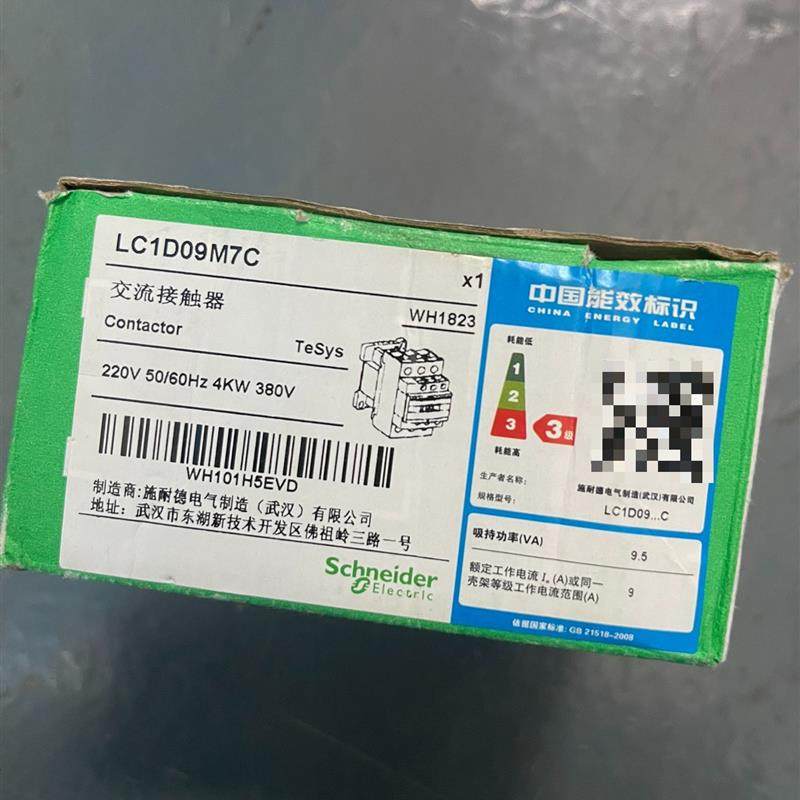 LC1D09M7C
x1
交流接触器
WH1823
Contactor
TeSys
220V 50/60Hz 4KW 380V
WH101H5EVD
制造商:施耐德电气制造（武汉）有限公司
地址: 武汉市东湖新技术开发区佛祖岭三路一号
Schneider
Electric
中国能效标识
CHINA ENERGY LABEL
耗能低
1
2
3
3级
耗能高
生产者名称:
施耐德电气制造(武汉)有限公司
规格型号:
LC1D09...C
吸持功率(VA)
9.5
额定工作电流Iₑ(A)或同一
壳架等级工作电流范围(A)
9
依据国家标准: GB 21518-2008